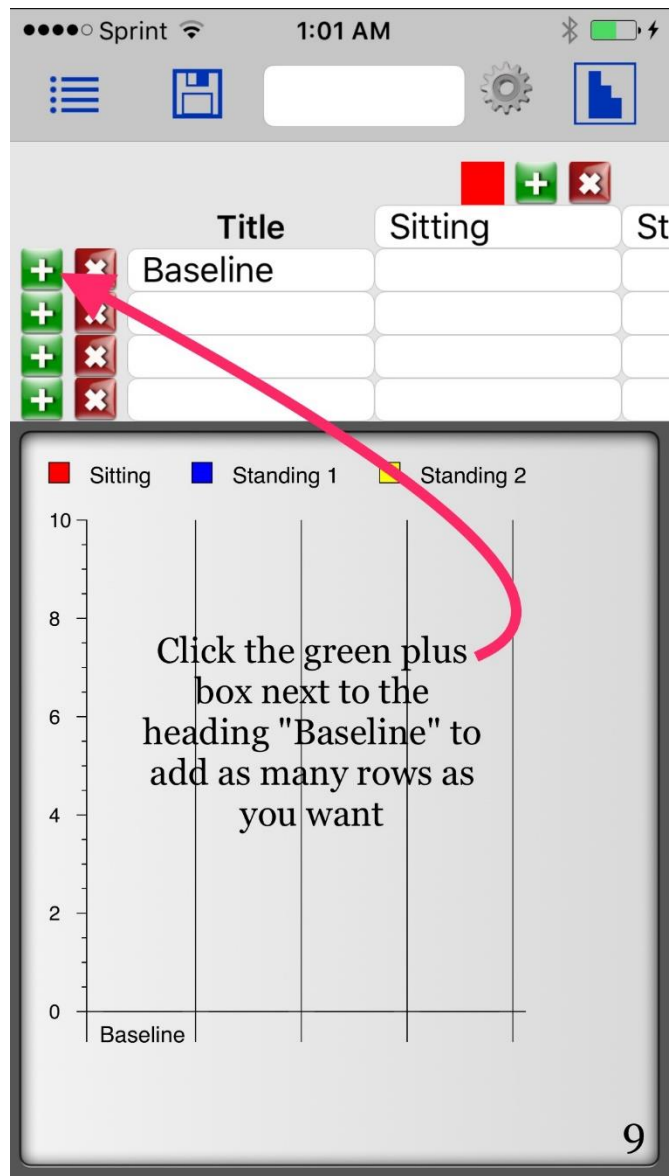 Sprint 1:01 AM
Title Sitting St
Baseline
Sitting Standing 1 Standing 2
10
8
Click the green plus
box next to the
6
heading "Baseline" to
add as many rows as
4
you want
2
0
Baseline
9